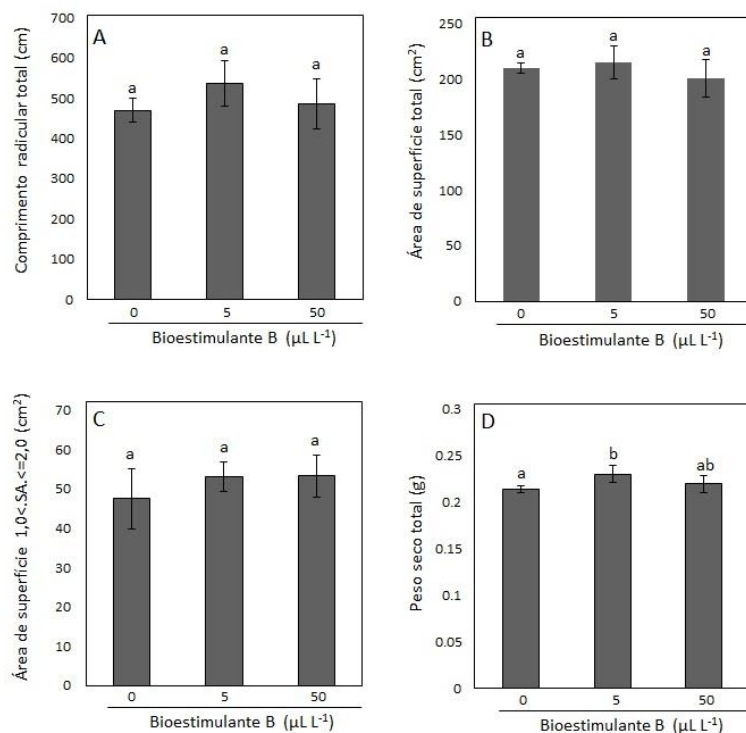 A
Comprimento radicular total (cm)
700
600
500
400
300
200
100
0
a
a
a
0 5 50
Bioestimulante B (µL L⁻¹)
B
Área de superfície total (cm²)
250
200
150
100
50
0
a
a
a
0 5 50
Bioestimulante B (µL L⁻¹)
C
Área de superfície 1,0<.SA.<=2,0 (cm²)
70
60
50
40
30
20
10
0
a
a
a
0 5 50
Bioestimulante B (µL L⁻¹)
D
Peso seco total (g)
0.3
0.25
0.2
0.15
0.1
0.05
0
a
b
ab
0 5 50
Bioestimulante B (µL L⁻¹)